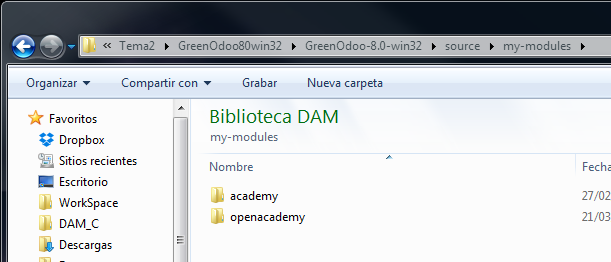 « Tema2 GreenOdoo80win32 GreenOdoo-8.0-win32 source my-modules
Organizar Compartir con Grabar Nueva carpeta
Favoritos
Dropbox
Sitios recientes
Escritorio
WorkSpace
DAM_C
Descargas
Biblioteca DAM
my-modules
Nombre Fecha
academy 27/02
openacademy 21/03